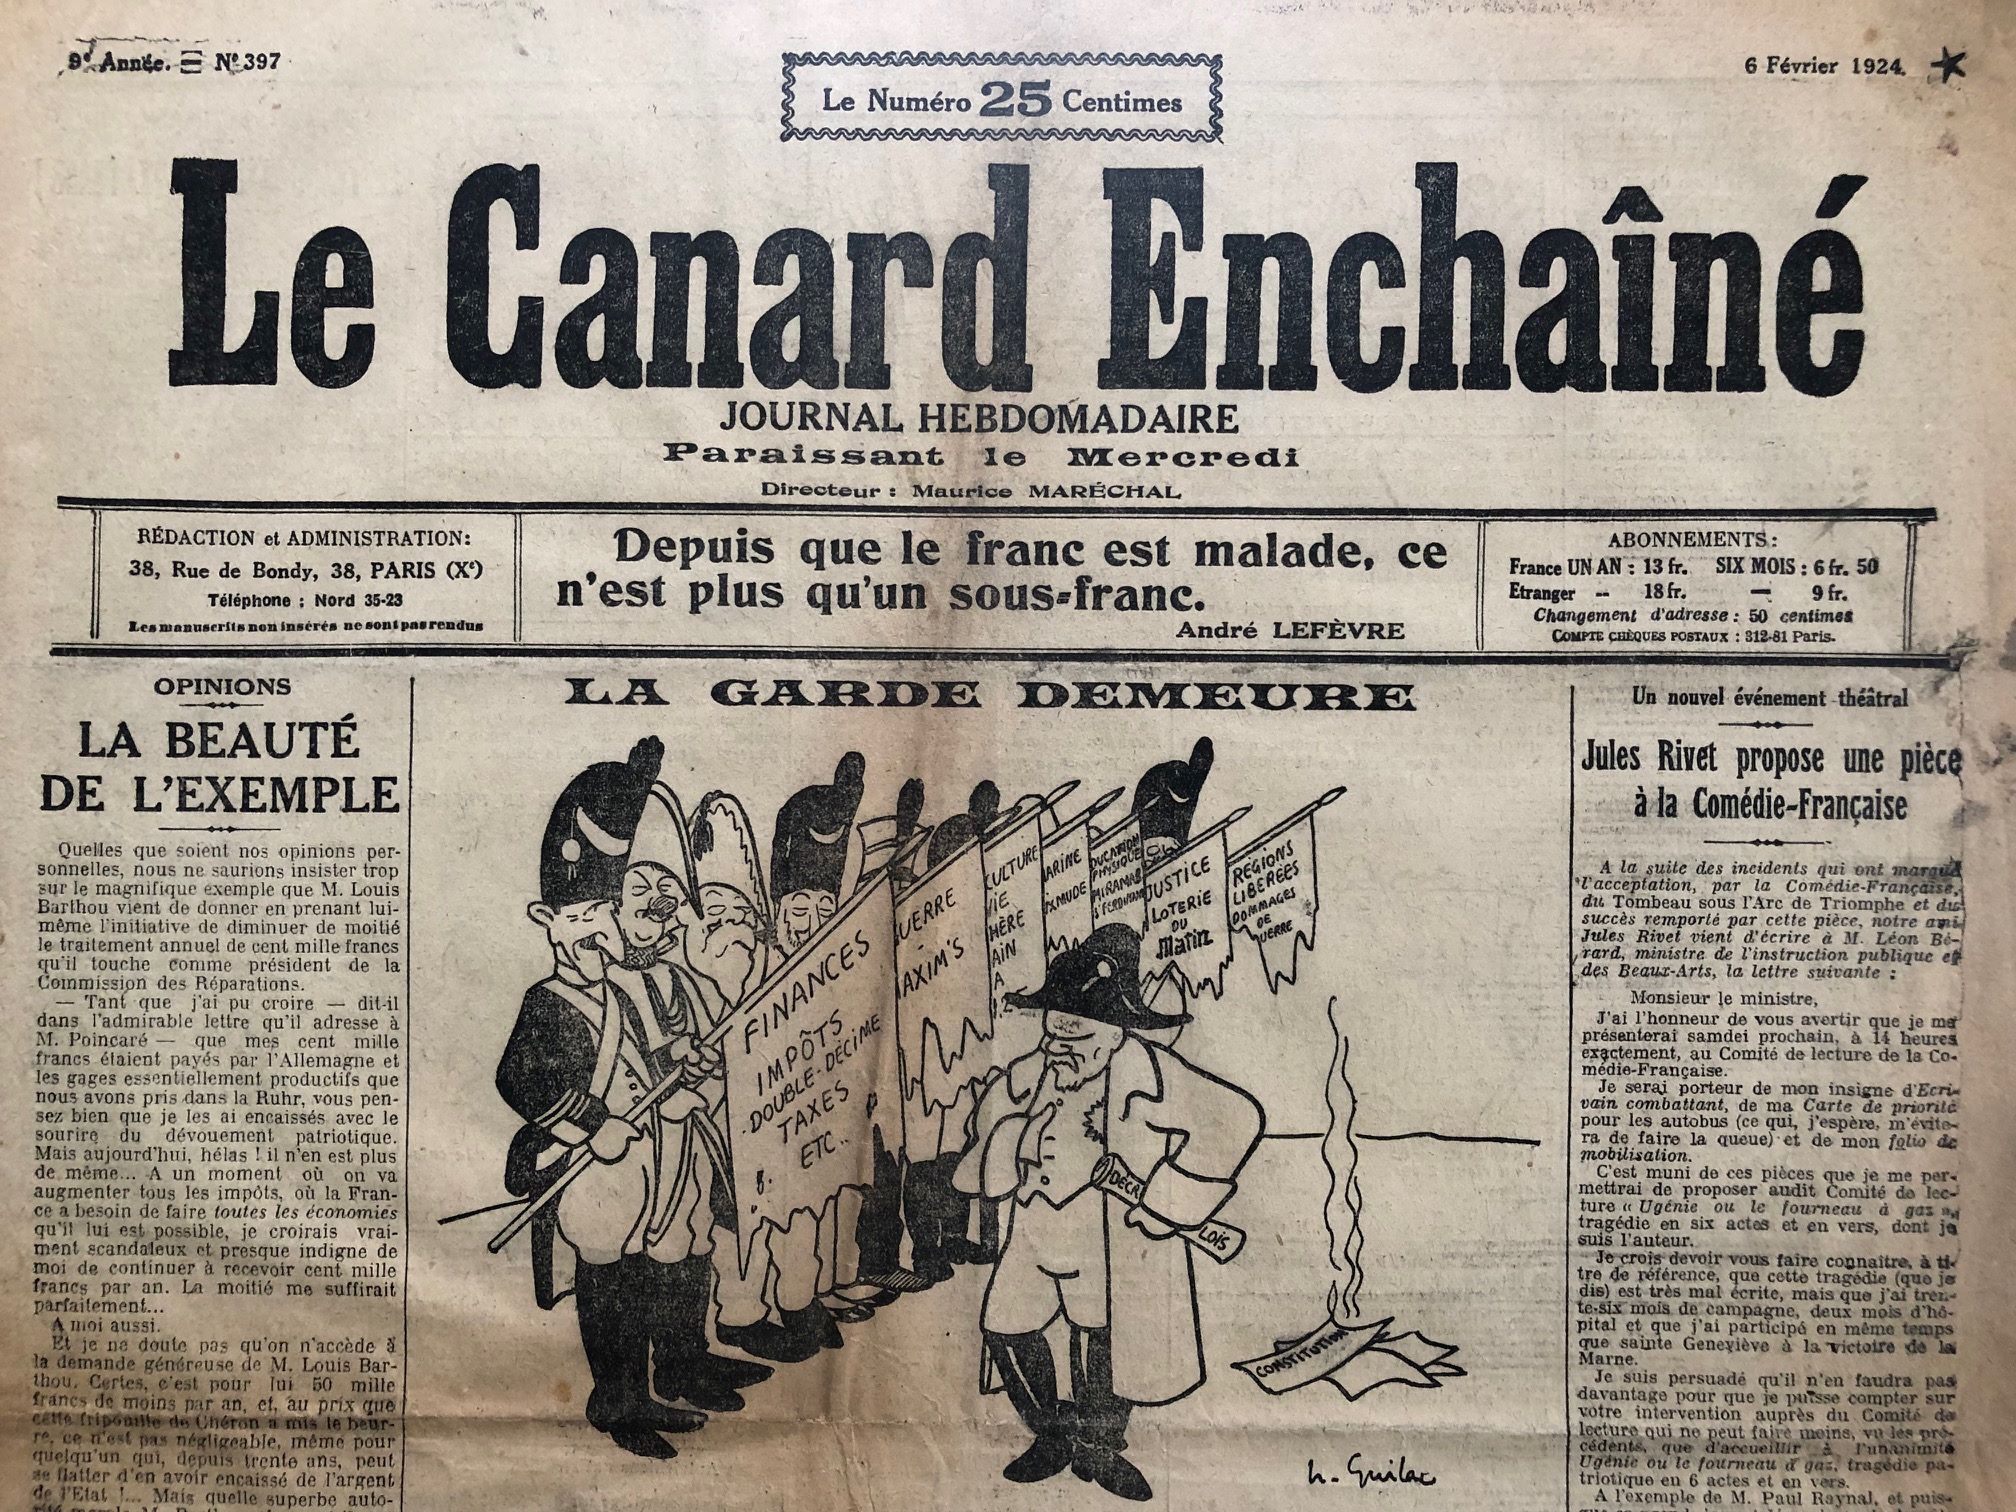 9e Année. — N° 397
6 Février 1924.
Le Numéro 25 Centimes
Le Canard Enchaîné
JOURNAL HEBDOMADAIRE
Paraissant le Mercredi
Directeur : Maurice MARÉCHAL
RÉDACTION et ADMINISTRATION:
38, Rue de Bondy, 38, PARIS (Xe)
Téléphone : Nord 35-23
Les manuscrits non insérés ne sont pas rendus
Depuis que le franc est malade, ce
n'est plus qu'un sous-franc.
André LEFÈVRE
ABONNEMENTS:
France UN AN : 13 fr. SIX MOIS : 6 fr. 50
Etranger -- 18 fr. — 9 fr.
Changement d'adresse : 50 centimes
COMPTE CHÈQUES POSTAUX : 312-81 Paris.
OPINIONS
LA BEAUTÉ
DE L'EXEMPLE
Quelles que soient nos opinions per-
sonnelles, nous ne saurions insister trop
sur le magnifique exemple que M. Louis
Barthou vient de donner en prenant lui-
même l'initiative de diminuer de moitié
le traitement annuel de cent mille francs
qu'il touche comme président de la
Commission des Réparations.
— Tant que j'ai pu croire — dit-il
dans l'admirable lettre qu'il adresse à
M. Poincaré — que mes cent mille
francs étaient payés par l'Allemagne et
les gages essentiellement productifs que
nous avons pris dans la Ruhr, vous pen-
sez bien que je les ai encaissés avec le
sourire du dévouement patriotique.
Mais aujourd'hui, hélas ! il n'en est plus
de même... A un moment où on va
augmenter tous les impôts, où la Fran-
ce a besoin de faire toutes les économies
qu'il lui est possible, je croirais vrai-
ment scandaleux et presque indigne de
moi de continuer à recevoir cent mille
francs par an. La moitié me suffirait
parfaitement...
A moi aussi.
Et je ne doute pas qu'on n'accède à
la demande généreuse de M. Louis Bar-
thou. Certes, c'est pour lui 50 mille
francs de moins par an, et, au prix que
cette fripouille de Chéron a mis le beur-
re, ce n'est pas négligeable, même pour
quelqu'un qui, depuis trente ans, peut
se flatter d'en avoir encaissé de l'argent
de l'Etat !... Mais quelle superbe auto-
LA GARDE DEMEURE
FINANCES
IMPÔTS
DOUBLE-DÉCIME
TAXES
ETC..
UERRE
AXIM'S
CULTURE
VIE
HÈRE
AIN
A
1.2
ARINE
IXMUDE
DUCATION
PHYSIQUE
MIRAMAR
JUSTICE
LOTERIE
DU
Matin
RÉGIONS
LIBÉRÉES
DOMMAGES
DE
GUERRE
DÉCR
LOIS
CONSTITUTION
h. Guilac
Un nouvel événement théâtral
Jules Rivet propose une pièce
à la Comédie-Française
A la suite des incidents qui ont marqué
l'acceptation, par la Comédie-Française,
du Tombeau sous l'Arc de Triomphe et du
succès remporté par cette pièce, notre ami
Jules Rivet vient d'écrire à M. Léon Bé-
rard, ministre de l'instruction publique et
des Beaux-Arts, la lettre suivante :
Monsieur le ministre,
J'ai l'honneur de vous avertir que je me
présenterai samedi prochain, à 14 heures
exactement, au Comité de lecture de la Co-
médie-Française.
Je serai porteur de mon insigne d'Ecri-
vain combattant, de ma Carte de priorité
pour les autobus (ce qui, j'espère, m'évite-
ra de faire la queue) et de mon folio de
mobilisation.
C'est muni de ces pièces que je me per-
mettrai de proposer audit Comité de lec-
ture « Ugénie ou le fourneau à gaz »,
tragédie en six actes et en vers, dont je
suis l'auteur.
Je crois devoir vous faire connaître, à ti-
tre de référence, que cette tragédie (que je
dis) est très mal écrite, mais que j'ai tren-
te-six mois de campagne, deux mois d'hô-
pital et que j'ai participé en même temps
que sainte Geneviève à la victoire de la
Marne.
Je suis persuadé qu'il n'en faudra pas
davantage pour que je puisse compter sur
votre intervention auprès du Comité de
lecture qui ne peut faire moins, vu les pré-
cédents, que d'accueillir à l'unanimité
Ugénie ou le fourneau à gaz, tragédie pa-
triotique en 6 actes et en vers.
A l'exemple de M. Paul Raynal, et puis-